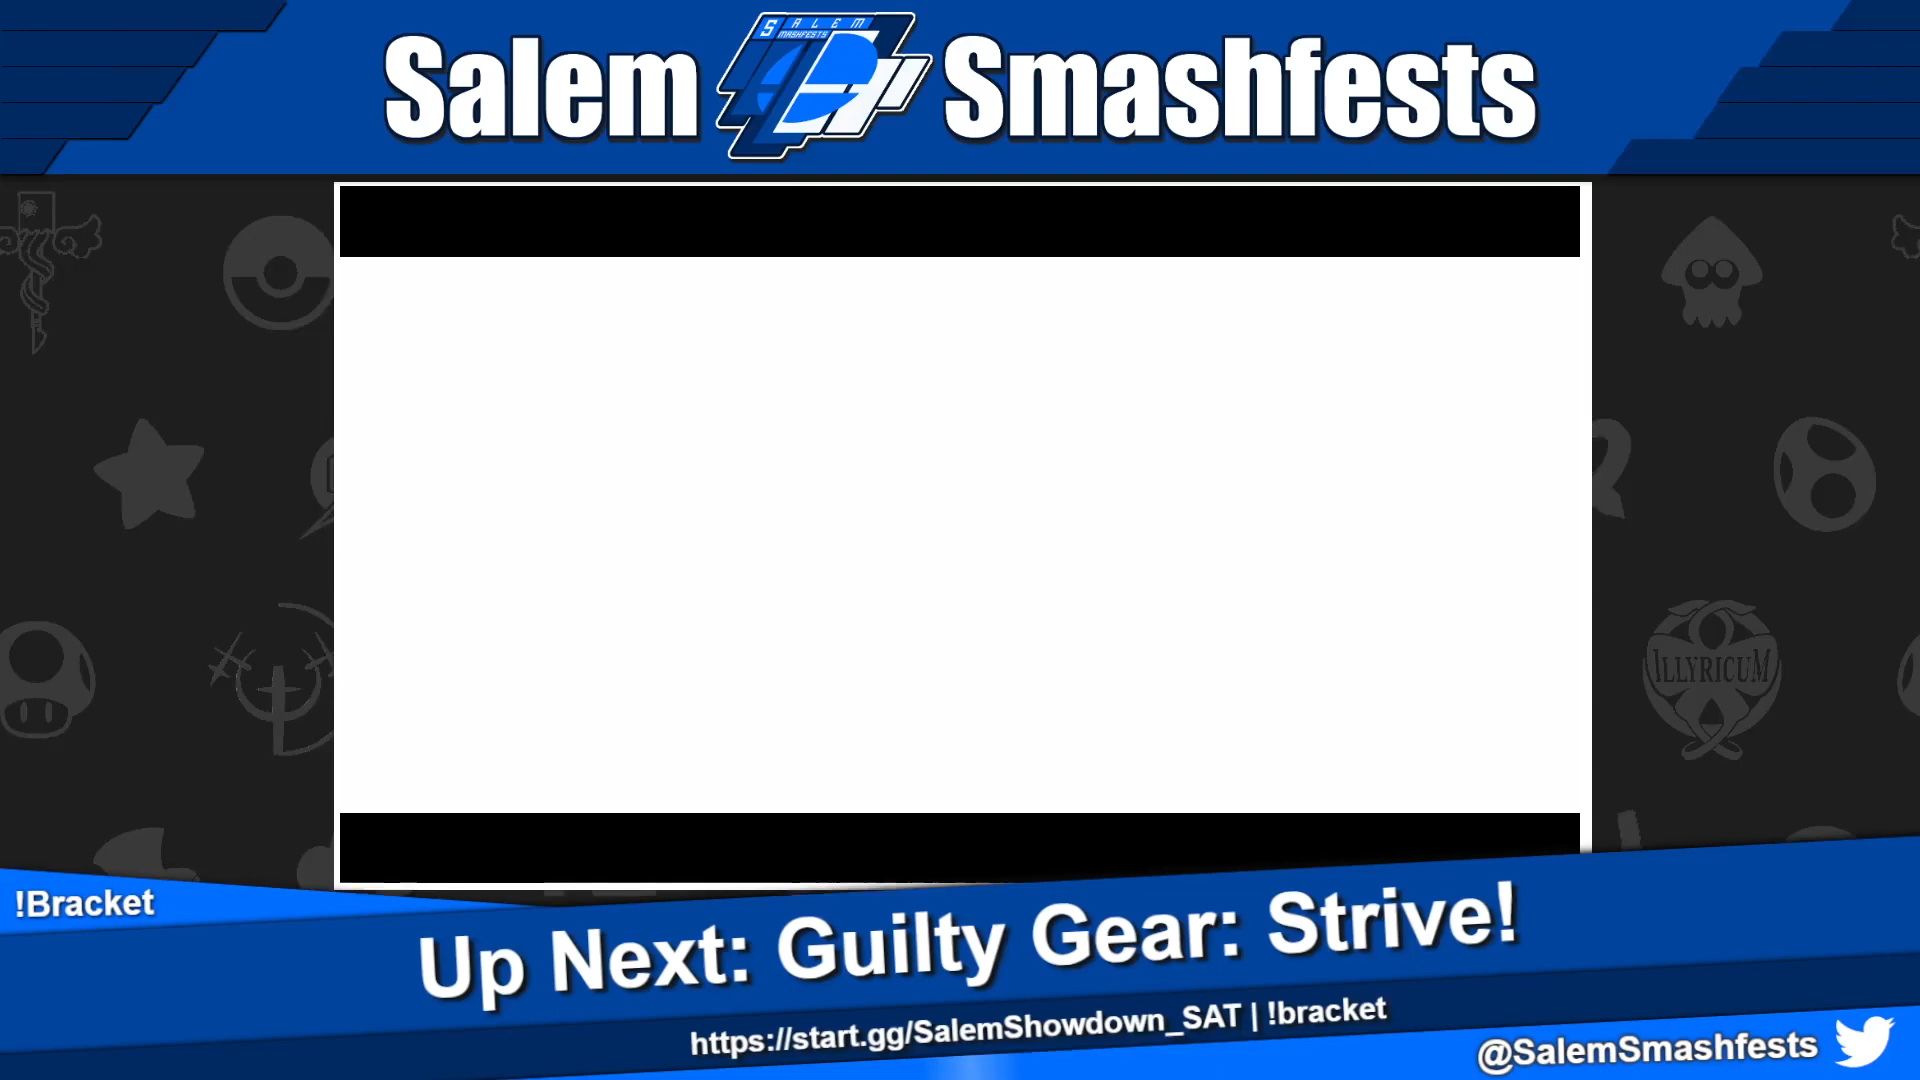 Salem Smashfests
SALEM
SMASHFESTS
ILLYRICUM
!Bracket
Up Next: Guilty Gear: Strive!
https://start.gg/SalemShowdown_SAT | !bracket
@SalemSmashfests